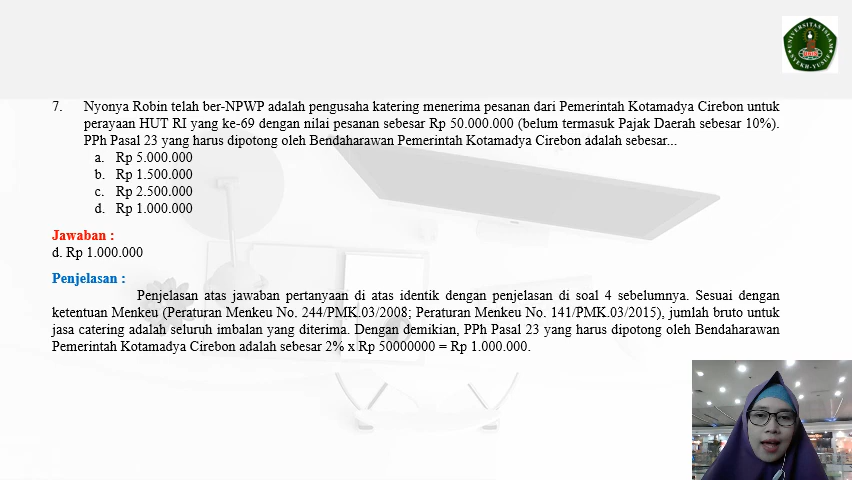 UNIVERSITAS ISLAM
SYEKH-YUSUF
7. Nyonya Robin telah ber-NPWP adalah pengusaha katering menerima pesanan dari Pemerintah Kotamadya Cirebon untuk
perayaan HUT RI yang ke-69 dengan nilai pesanan sebesar Rp 50.000.000 (belum termasuk Pajak Daerah sebesar 10%).
PPh Pasal 23 yang harus dipotong oleh Bendaharawan Pemerintah Kotamadya Cirebon adalah sebesar...
a. Rp 5.000.000
b. Rp 1.500.000
c. Rp 2.500.000
d. Rp 1.000.000
Jawaban :
d. Rp 1.000.000
Penjelasan :
Penjelasan atas jawaban pertanyaan di atas identik dengan penjelasan di soal 4 sebelumnya. Sesuai dengan
ketentuan Menkeu (Peraturan Menkeu No. 244/PMK.03/2008; Peraturan Menkeu No. 141/PMK.03/2015), jumlah bruto untuk
jasa catering adalah seluruh imbalan yang diterima. Dengan demikian, PPh Pasal 23 yang harus dipotong oleh Bendaharawan
Pemerintah Kotamadya Cirebon adalah sebesar 2% x Rp 50000000 = Rp 1.000.000.